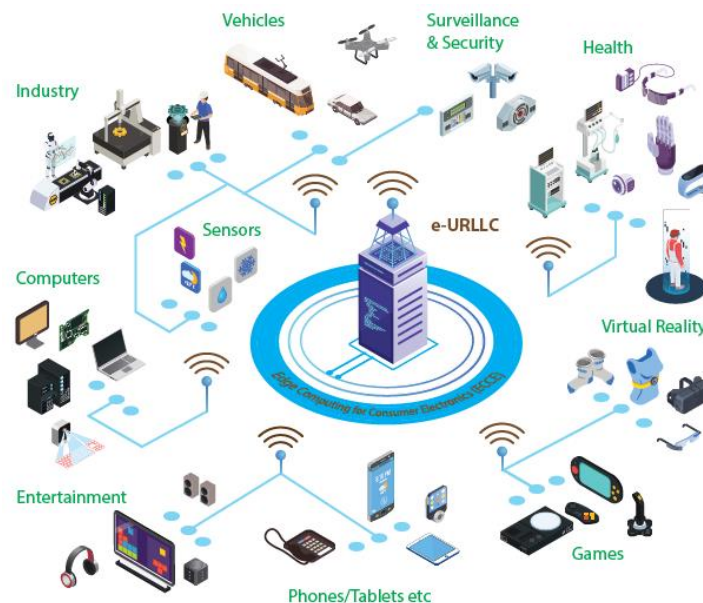 Vehicles
Surveillance
& Security
Health
Industry
e-URLLC
Sensors
Computers
Virtual Reality
Edge Computing for Consumer Electronics (ECCE)
Entertainment
Games
Phones/Tablets etc